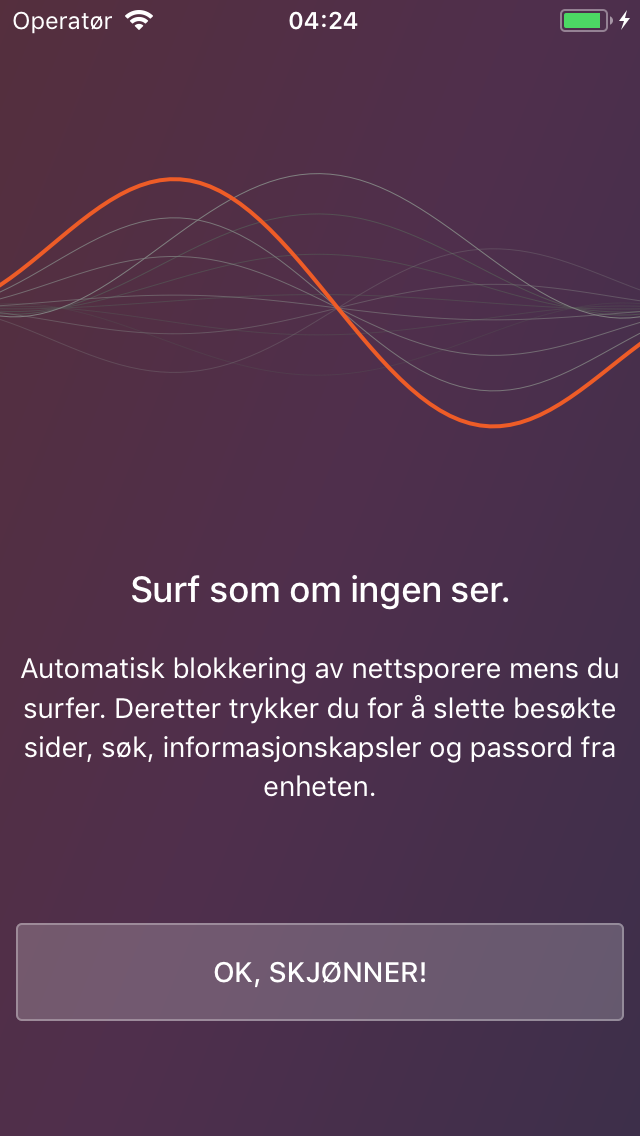 Operatør 04:24
Surf som om ingen ser.
Automatisk blokkering av nettsporere mens du
surfer. Deretter trykker du for å slette besøkte
sider, søk, informasjonskapsler og passord fra
enheten.
OK, SKJØNNER!